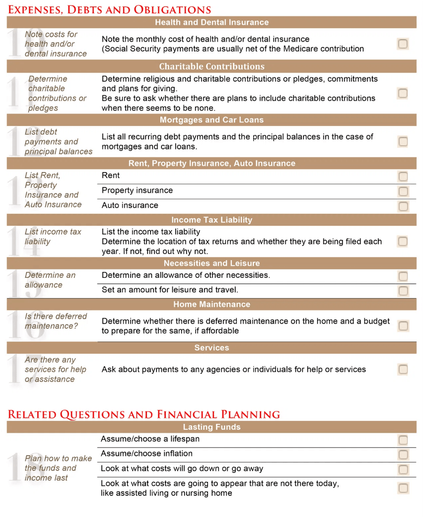 EXPENSES, DEBTS AND OBLIGATIONS
Health and Dental Insurance
Note costs for
health and/or
dental insurance
Note the monthly cost of health and/or dental insurance
(Social Security payments are usually net of the Medicare contribution
Charitable Contributions
Determine
charitable
contributions or
pledges
Determine religious and charitable contributions or pledges, commitments
and plans for giving.
Be sure to ask whether there are plans to include charitable contributions
when there seems to be none.
Mortgages and Car Loans
List debt
payments and
principal balances
List all recurring debt payments and the principal balances in the case of
mortgages and car loans.
Rent, Property Insurance, Auto Insurance
List Rent,
Property
Insurance and
Auto Insurance
Rent
Property insurance
Auto insurance
Income Tax Liability
List income tax
liability
List the income tax liability
Determine the location of tax returns and whether they are being filed each
year. If not, find out why not.
Necessities and Leisure
Determine an
allowance
Determine an allowance of other necessities.
Set an amount for leisure and travel.
Home Maintenance
Is there deferred
maintenance?
Determine whether there is deferred maintenance on the home and a budget
to prepare for the same, if affordable
Services
Are there any
services for help
or assistance
Ask about payments to any agencies or individuals for help or services
RELATED QUESTIONS AND FINANCIAL PLANNING
Lasting Funds
Plan how to make
the funds and
income last
Assume/choose a lifespan
Assume/choose inflation
Look at what costs will go down or go away
Look at what costs are going to appear that are not there today,
like assisted living or nursing home